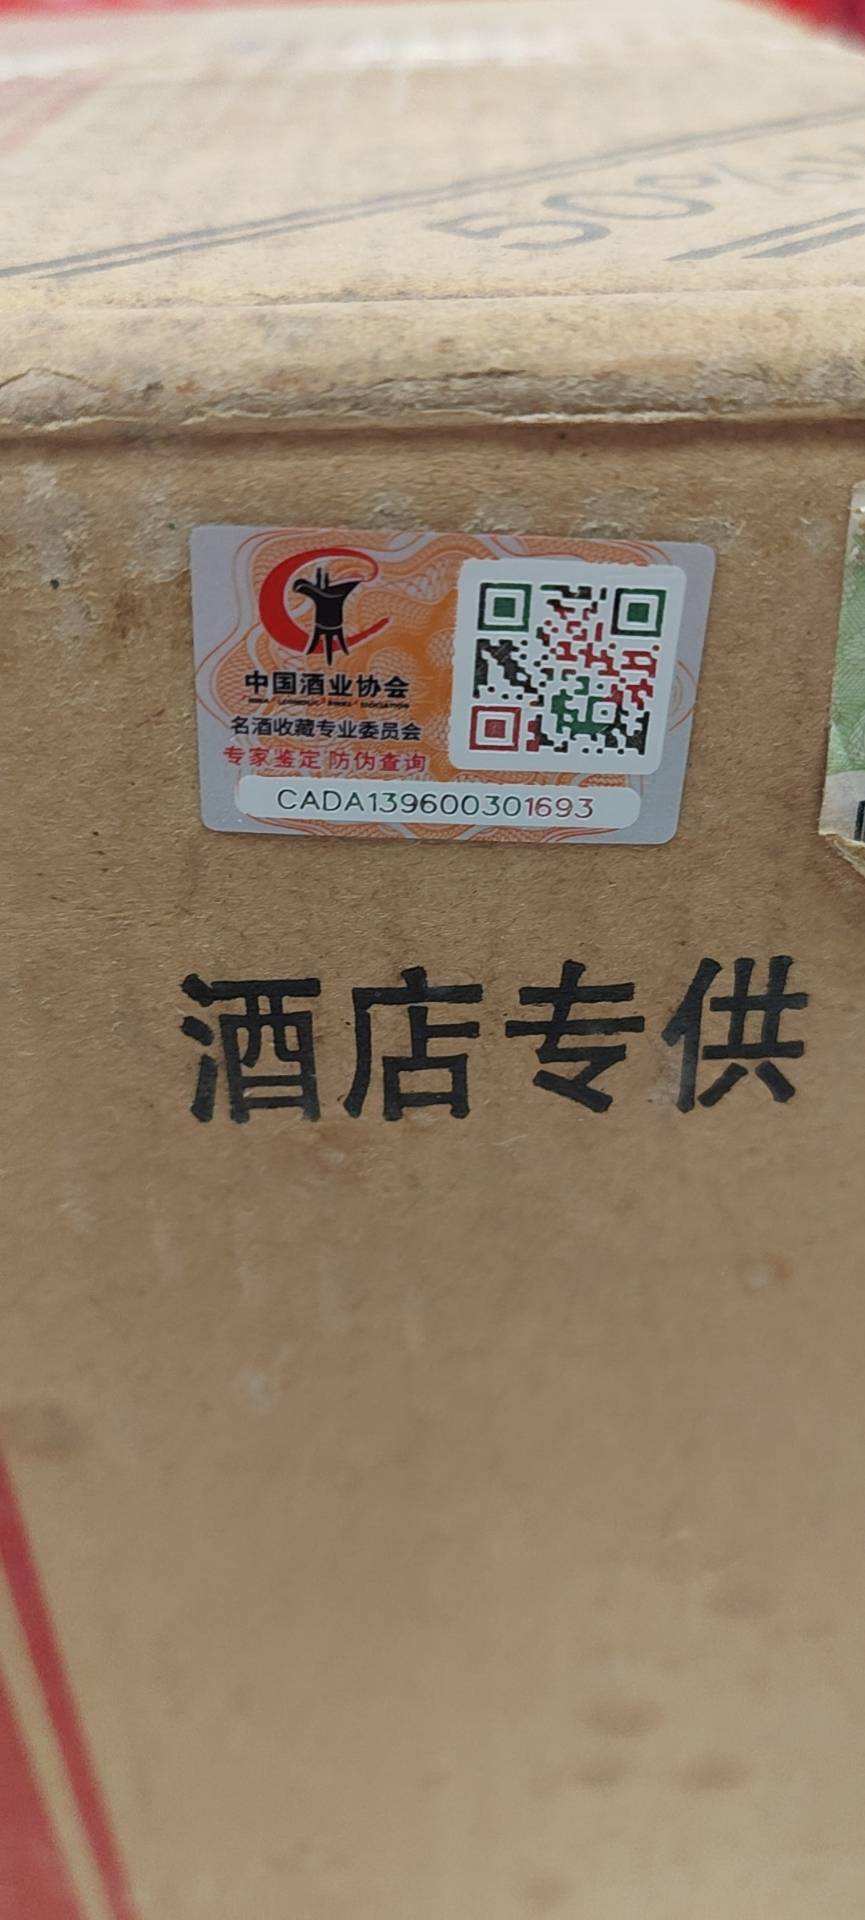 50%
中国酒业协会
名酒收藏专业委员会
专家鉴定 防伪查询
CADA139600301693
酒店专供